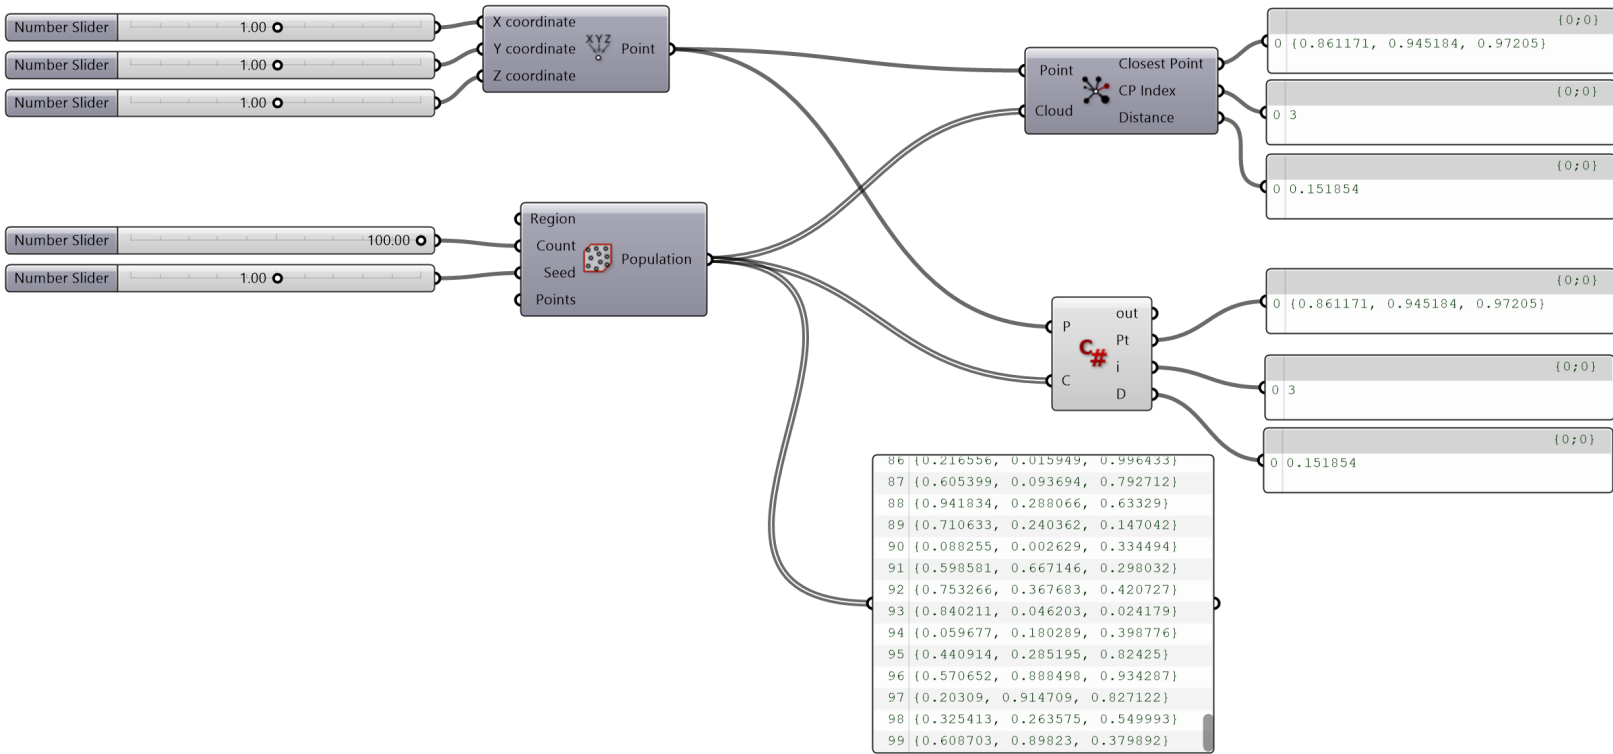 Number Slider 1.00
Number Slider 1.00
Number Slider 1.00
X coordinate
Y coordinate
Z coordinate
XYZ
Point
Number Slider 100.00
Number Slider 1.00
Region
Count
Seed
Points
Population
Point
Cloud
Closest Point
CP Index
Distance
{0;0}
0 {0.861171, 0.945184, 0.97205}
{0;0}
0 3
{0;0}
0 0.151854
P
C
C#
out
Pt
i
D
{0;0}
0 {0.861171, 0.945184, 0.97205}
{0;0}
0 3
{0;0}
0 0.151854
86 {0.216556, 0.015949, 0.996433}
87 {0.605399, 0.093694, 0.792712}
88 {0.941834, 0.288066, 0.63329}
89 {0.710633, 0.240362, 0.147042}
90 {0.088255, 0.002629, 0.334494}
91 {0.598581, 0.667146, 0.298032}
92 {0.753266, 0.367683, 0.420727}
93 {0.840211, 0.046203, 0.024179}
94 {0.059677, 0.180289, 0.398776}
95 {0.440914, 0.285195, 0.82425}
96 {0.570652, 0.888498, 0.934287}
97 {0.20309, 0.914709, 0.827122}
98 {0.325413, 0.263575, 0.549993}
99 {0.608703, 0.89823, 0.379892}